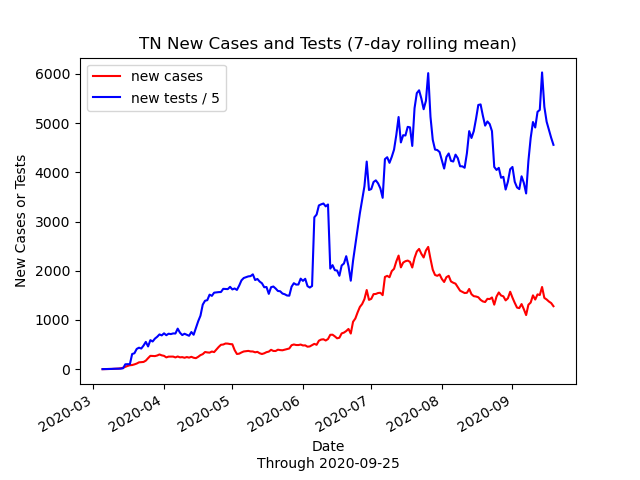 TN New Cases and Tests (7-day rolling mean)
new cases
new tests / 5
6000
5000
4000
3000
2000
1000
0
New Cases or Tests
2020-03
2020-04
2020-05
2020-06
2020-07
2020-08
2020-09
Date
Through 2020-09-25